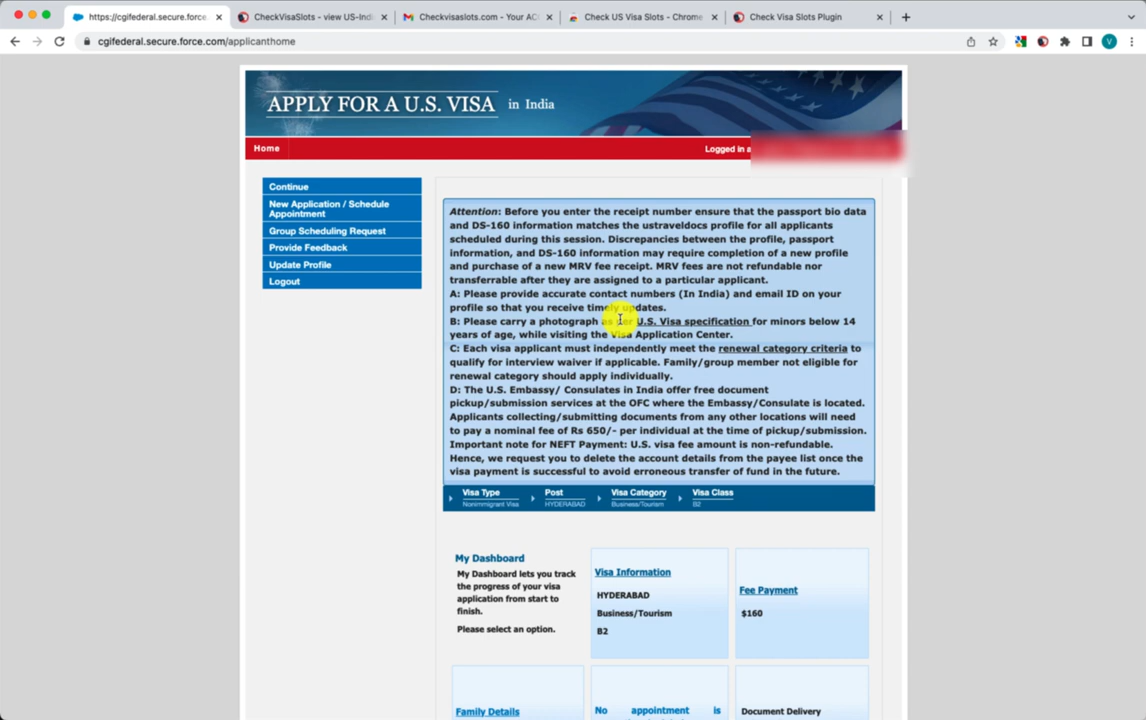 https://cgifederal.secure.force.
CheckVisaSlots - view US-Indi
Checkvisaslots.com - Your AC
Check US Visa Slots - Chrome
Check Visa Slots Plugin
cgifederal.secure.force.com/applicanthome
V
APPLY FOR A U.S. VISA in India
Home
Logged in a
Continue
New Application / Schedule
Appointment
Group Scheduling Request
Provide Feedback
Update Profile
Logout
Attention: Before you enter the receipt number ensure that the passport bio data
and DS-160 information matches the ustraveldocs profile for all applicants
scheduled during this session. Discrepancies between the profile, passport
information, and DS-160 information may require completion of a new profile
and purchase of a new MRV fee receipt. MRV fees are not refundable nor
transferrable after they are assigned to a particular applicant.
A: Please provide accurate contact numbers (In India) and email ID on your
profile so that you receive timely updates.
B: Please carry a photograph as per U.S. Visa specification for minors below 14
years of age, while visiting the Visa Application Center.
C: Each visa applicant must independently meet the renewal category criteria to
qualify for interview waiver if applicable. Family/group member not eligible for
renewal category should apply individually.
D: The U.S. Embassy/ Consulates in India offer free document
pickup/submission services at the OFC where the Embassy/Consulate is located.
Applicants collecting/submitting documents from any other locations will need
to pay a nominal fee of Rs 650/- per individual at the time of pickup/submission.
Important note for NEFT Payment: U.S. visa fee amount is non-refundable.
Hence, we request you to delete the account details from the payee list once the
visa payment is successful to avoid erroneous transfer of fund in the future.
Visa Type
Nonimmigrant Visa
Post
HYDERABAD
Visa Category
Business/Tourism
Visa Class
B2
My Dashboard
My Dashboard lets you track
the progress of your visa
application from start to
finish.
Please select an option.
Visa Information
HYDERABAD
Business/Tourism
B2
Fee Payment
$160
Family Details
No appointment is
Document Delivery